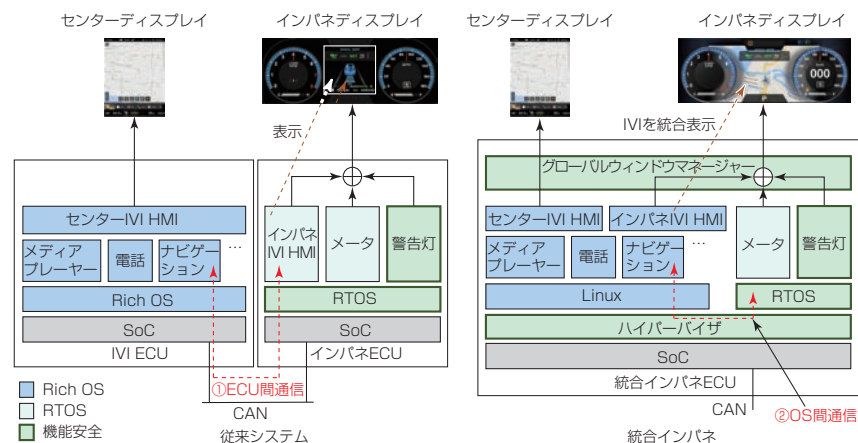 センターディスプレイ
インパネディスプレイ
表示
センターIVI HMI
メディア
プレーヤー
電話
ナビゲー
ション
…
Rich OS
SoC
IVI ECU
インパネ
IVI HMI
メータ
警告灯
RTOS
SoC
インパネECU
①ECU間通信
CAN
従来システム
Rich OS
RTOS
機能安全
センターディスプレイ
インパネディスプレイ
000
IVIを統合表示
グローバルウィンドウマネージャー
センターIVI HMI
インパネIVI HMI
メディア
プレーヤー
電話
ナビゲー
ション
…
メータ
警告灯
Linux
RTOS
ハイパーバイザ
SoC
統合インパネECU
CAN
②OS間通信
統合インパネ